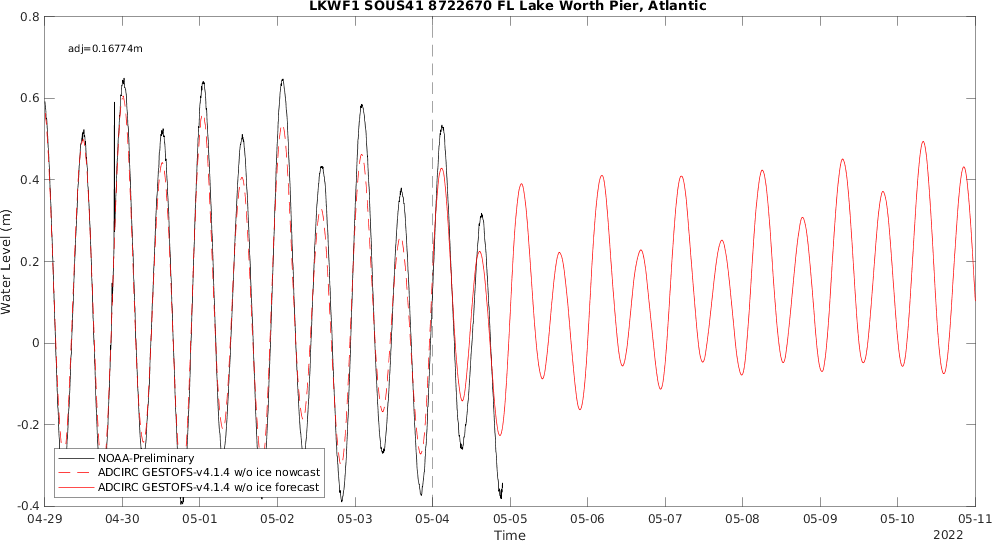 LKWF1 SOUS41 8722670 FL Lake Worth Pier, Atlantic
adj=0.16774m
Water Level (m)
0.8
0.6
0.4
0.2
0
-0.2
-0.4
NOAA-Preliminary
ADCIRC GESTOFS-v4.1.4 w/o ice nowcast
ADCIRC GESTOFS-v4.1.4 w/o ice forecast
04-29 04-30 05-01 05-02 05-03 05-04 05-05 05-06 05-07 05-08 05-09 05-10 05-11
Time
2022